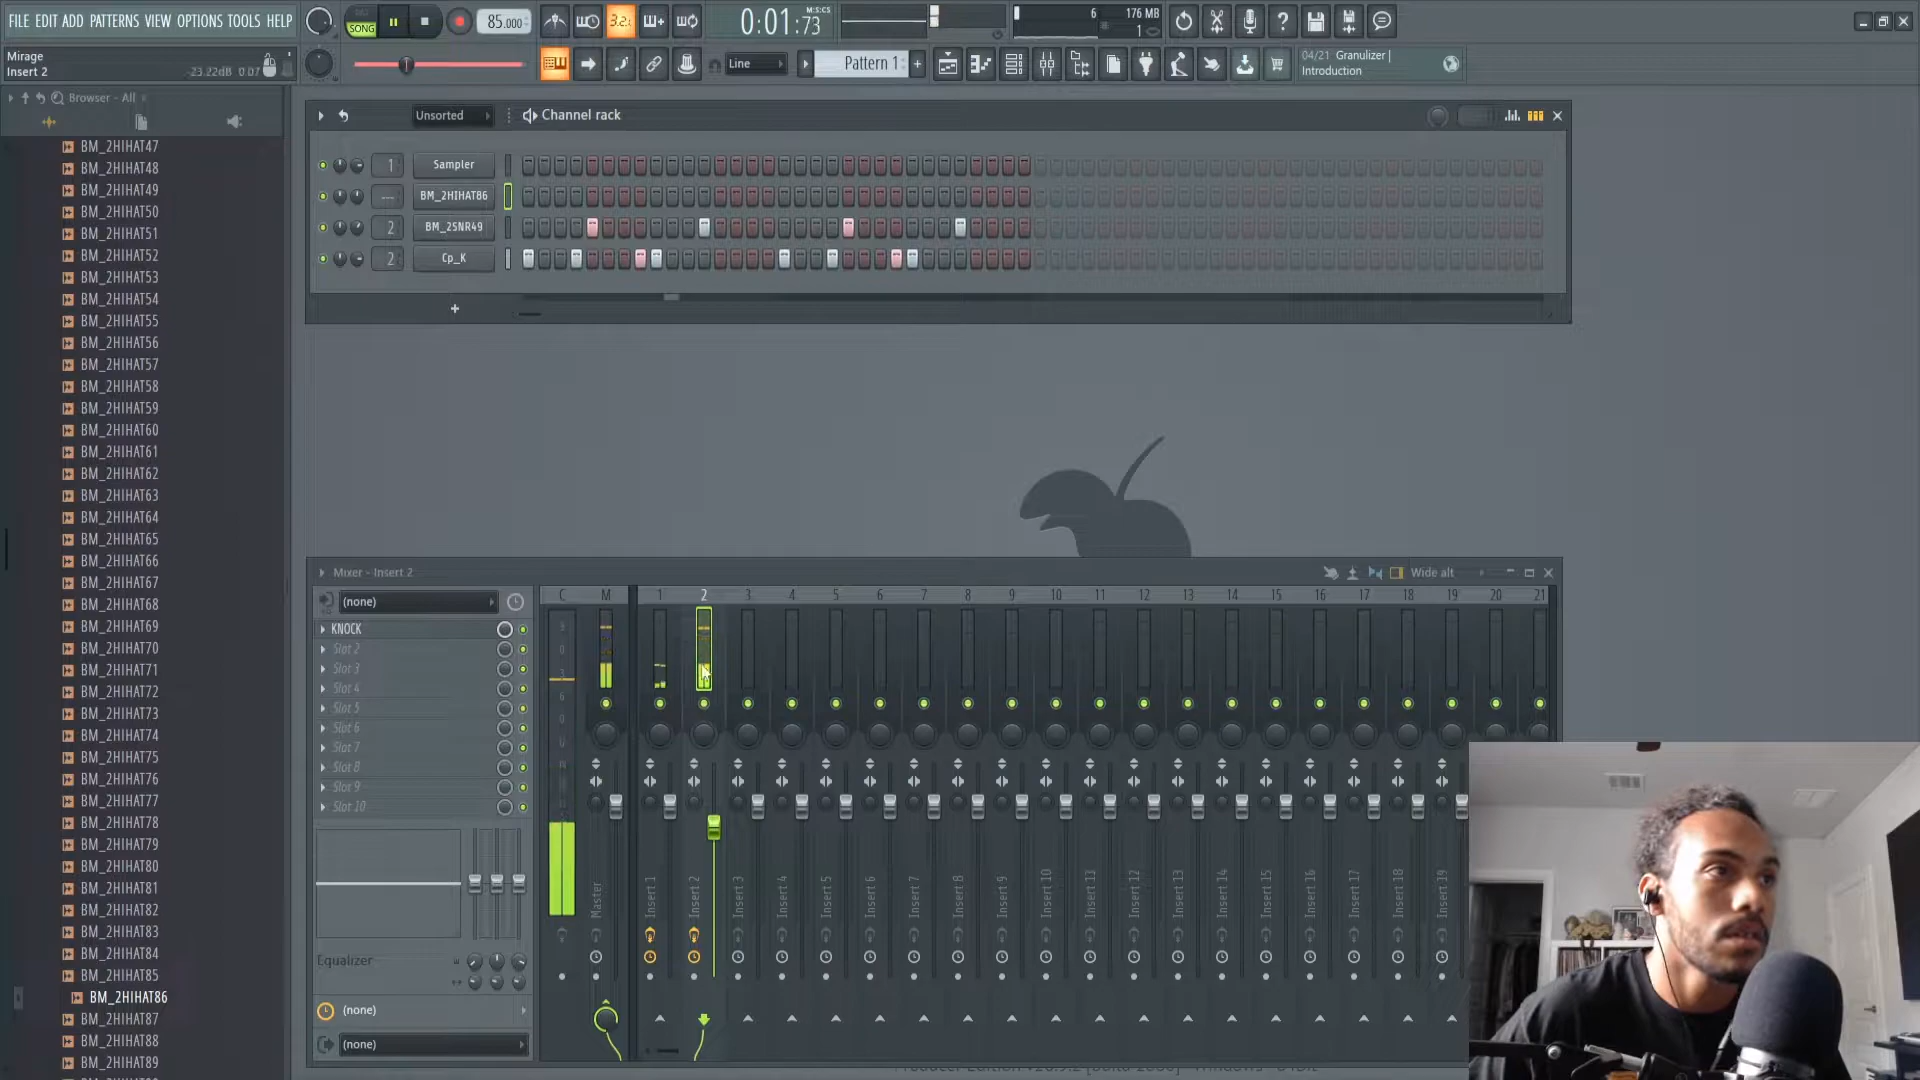 FILE EDIT ADD PATTERNS VIEW OPTIONS TOOLS HELP
SONG
85.000
3.2.
0:01:73
M:S:CS
6
176 MB
1
Mirage
Insert 2
-23.22dB 0.07
Line
Pattern 1
+
04/21 Granulizer |
Introduction
Browser - All
Unsorted
Channel rack
1 Sampler
--- BM_2HIHAT86
2 BM_2SNR49
2 Cp_K
+
BM_2HIHAT47
BM_2HIHAT48
BM_2HIHAT49
BM_2HIHAT50
BM_2HIHAT51
BM_2HIHAT52
BM_2HIHAT53
BM_2HIHAT54
BM_2HIHAT55
BM_2HIHAT56
BM_2HIHAT57
BM_2HIHAT58
BM_2HIHAT59
BM_2HIHAT60
BM_2HIHAT61
BM_2HIHAT62
BM_2HIHAT63
BM_2HIHAT64
BM_2HIHAT65
BM_2HIHAT66
BM_2HIHAT67
BM_2HIHAT68
BM_2HIHAT69
BM_2HIHAT70
BM_2HIHAT71
BM_2HIHAT72
BM_2HIHAT73
BM_2HIHAT74
BM_2HIHAT75
BM_2HIHAT76
BM_2HIHAT77
BM_2HIHAT78
BM_2HIHAT79
BM_2HIHAT80
BM_2HIHAT81
BM_2HIHAT82
BM_2HIHAT83
BM_2HIHAT84
BM_2HIHAT85
BM_2HIHAT86
BM_2HIHAT87
BM_2HIHAT88
BM_2HIHAT89
Mixer - Insert 2
Wide alt
(none)
C M 1 2 3 4 5 6 7 8 9 10 11 12 13 14 15 16 17 18 19 20 21
KNOCK
Slot 2
Slot 3
Slot 4
Slot 5
Slot 6
Slot 7
Slot 8
Slot 9
Slot 10
Equalizer
(none)
(none)
Master
Insert 1
Insert 2
Insert 3
Insert 4
Insert 5
Insert 6
Insert 7
Insert 8
Insert 9
Insert 10
Insert 11
Insert 12
Insert 13
Insert 14
Insert 15
Insert 16
Insert 17
Insert 18
Insert 19